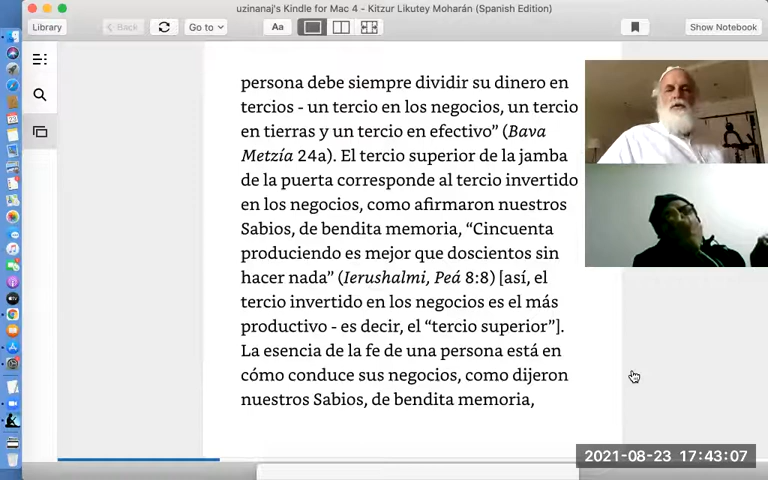 uzinanaj's Kindle for Mac 4 - Kitzur Likutey Moharán (Spanish Edition)
Library
Back
Go to
Aa
Show Notebook
persona debe siempre dividir su dinero en
tercios - un tercio en los negocios, un tercio
en tierras y un tercio en efectivo” (Bava
Metzía 24a). El tercio superior de la jamba
de la puerta corresponde al tercio invertido
en los negocios, como afirmaron nuestros
Sabios, de bendita memoria, “Cincuenta
produciendo es mejor que doscientos sin
hacer nada” (Ierushalmi, Peá 8:8) [así, el
tercio invertido en los negocios es el más
productivo - es decir, el “tercio superior”].
La esencia de la fe de una persona está en
cómo conduce sus negocios, como dijeron
nuestros Sabios, de bendita memoria,
2021-08-23 17:43:07